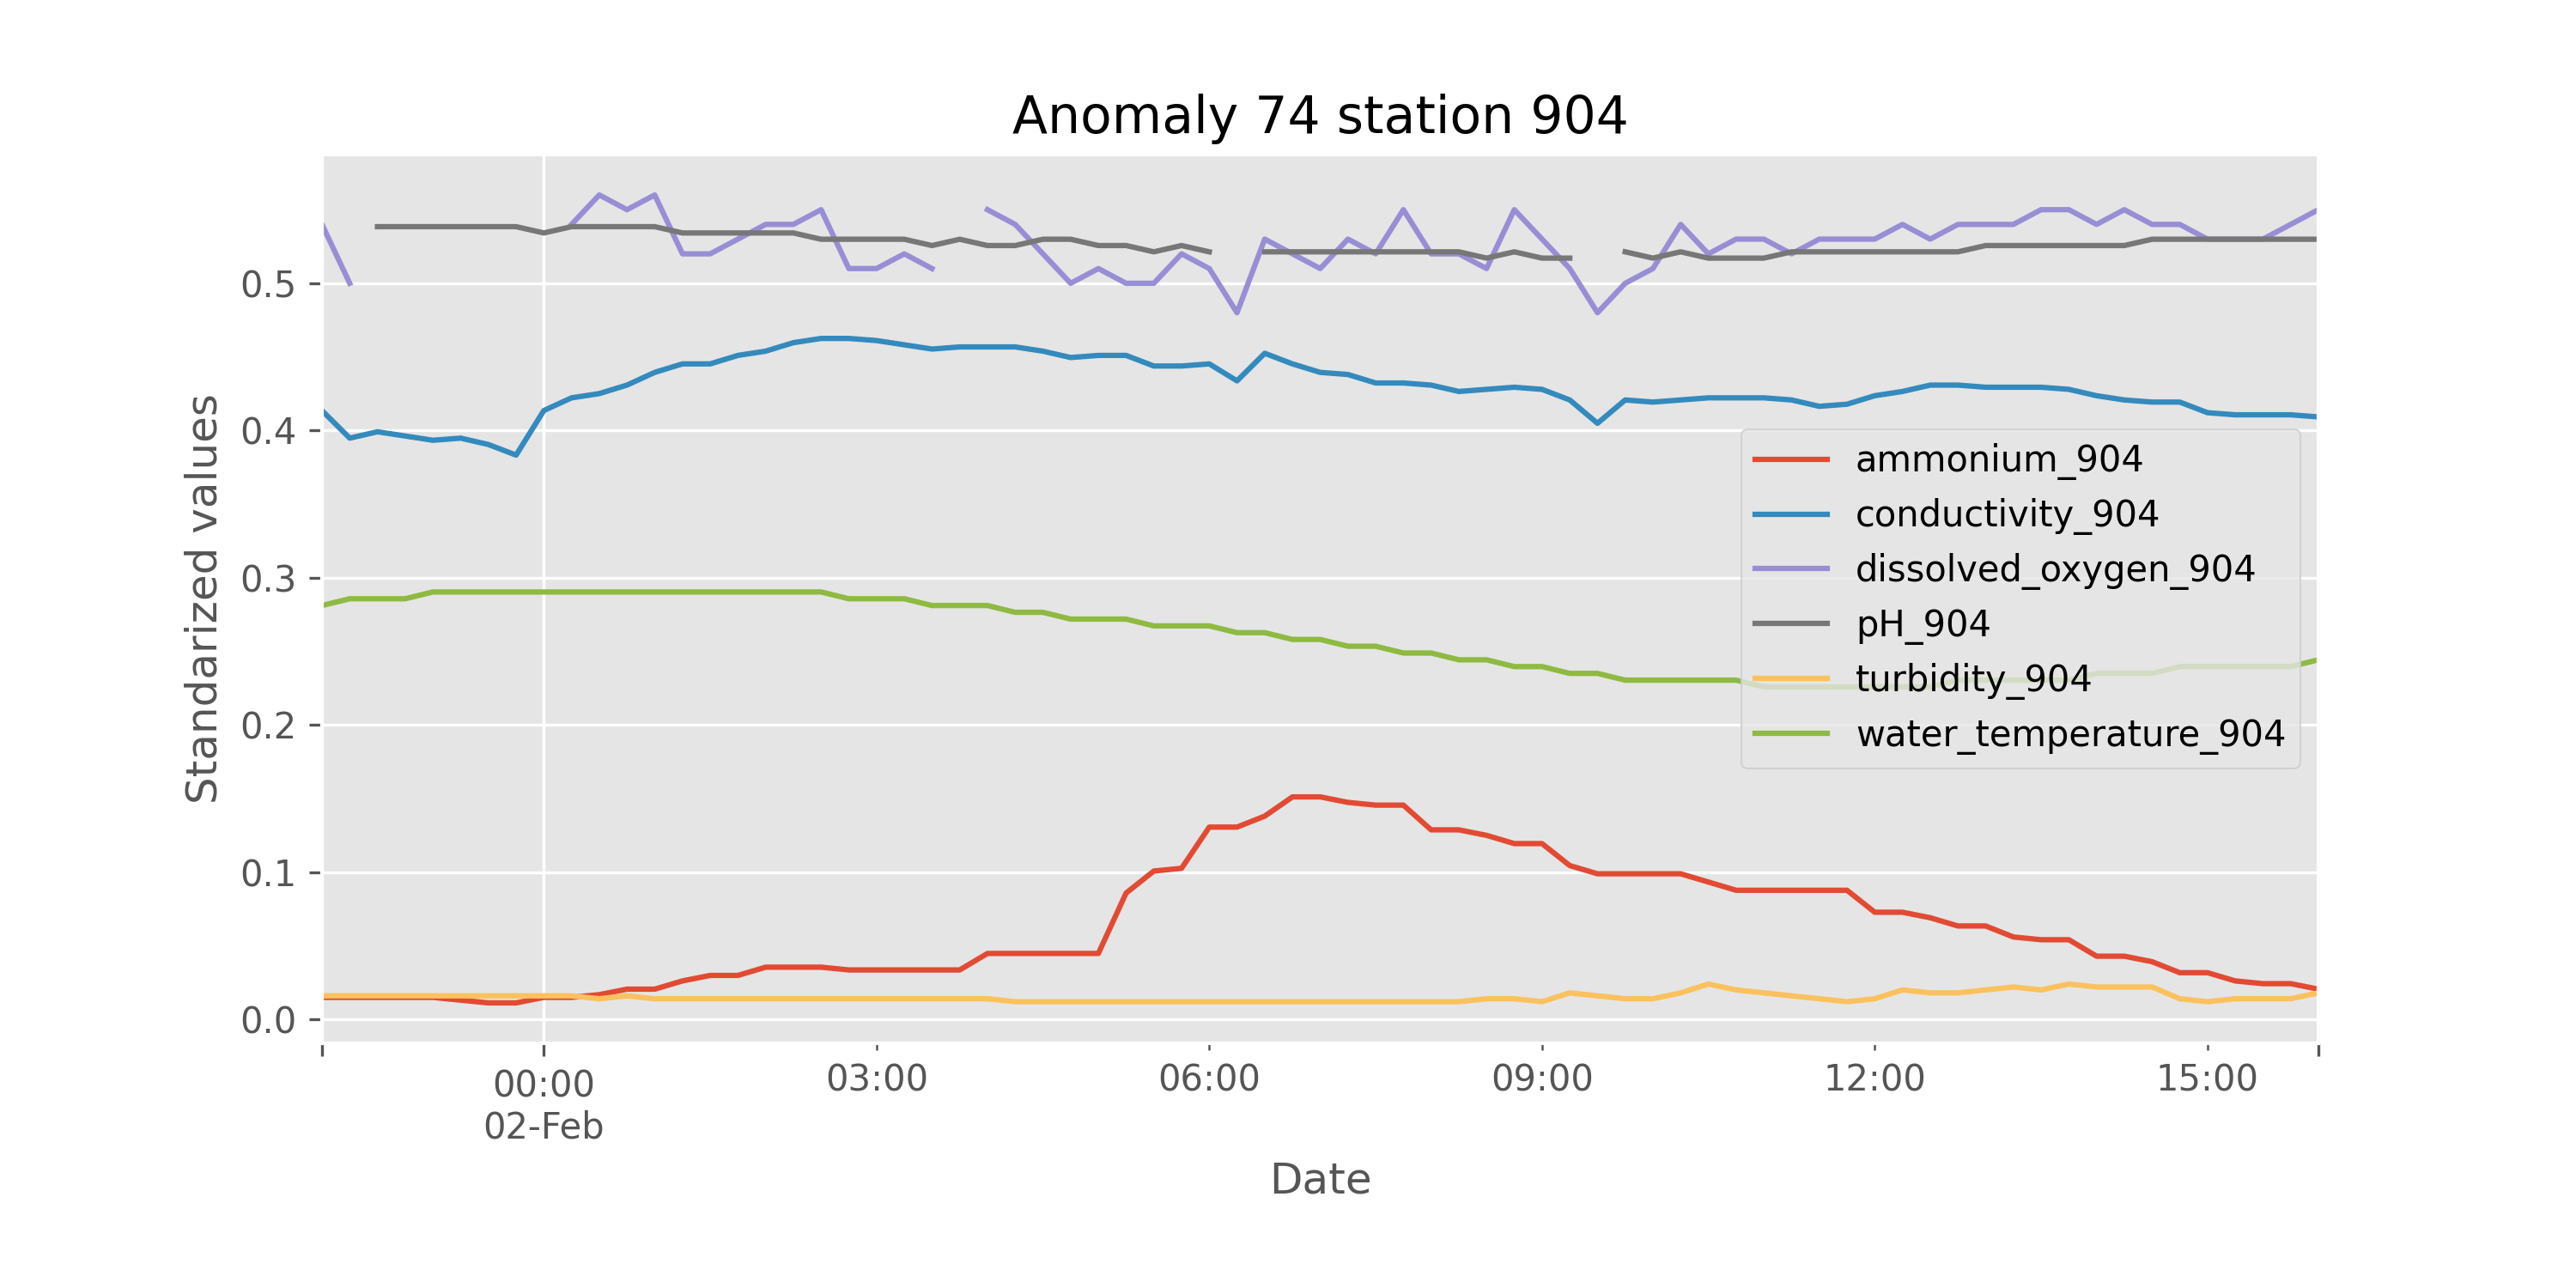 Anomaly 74 station 904
Standarized values
0.5
0.4
0.3
0.2
0.1
0.0
ammonium_904
conductivity_904
dissolved_oxygen_904
pH_904
turbidity_904
water_temperature_904
00:00 03:00 06:00 09:00 12:00 15:00
02-Feb
Date